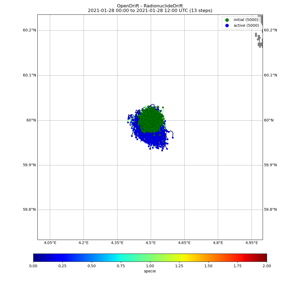 OpenDrift - RadionuclideDrift
2021-01-28 00:00 to 2021-01-28 12:00 UTC (13 steps)
initial (5000)
active (5000)
60.2°N
60.2°N
60.1°N
60.1°N
60°N
60°N
59.9°N
59.9°N
59.8°N
59.8°N
4.05°E
4.2°E
4.35°E
4.5°E
4.65°E
4.8°E
4.95°E
0.00
0.25
0.50
0.75
1.00
1.25
1.50
1.75
2.00
specie